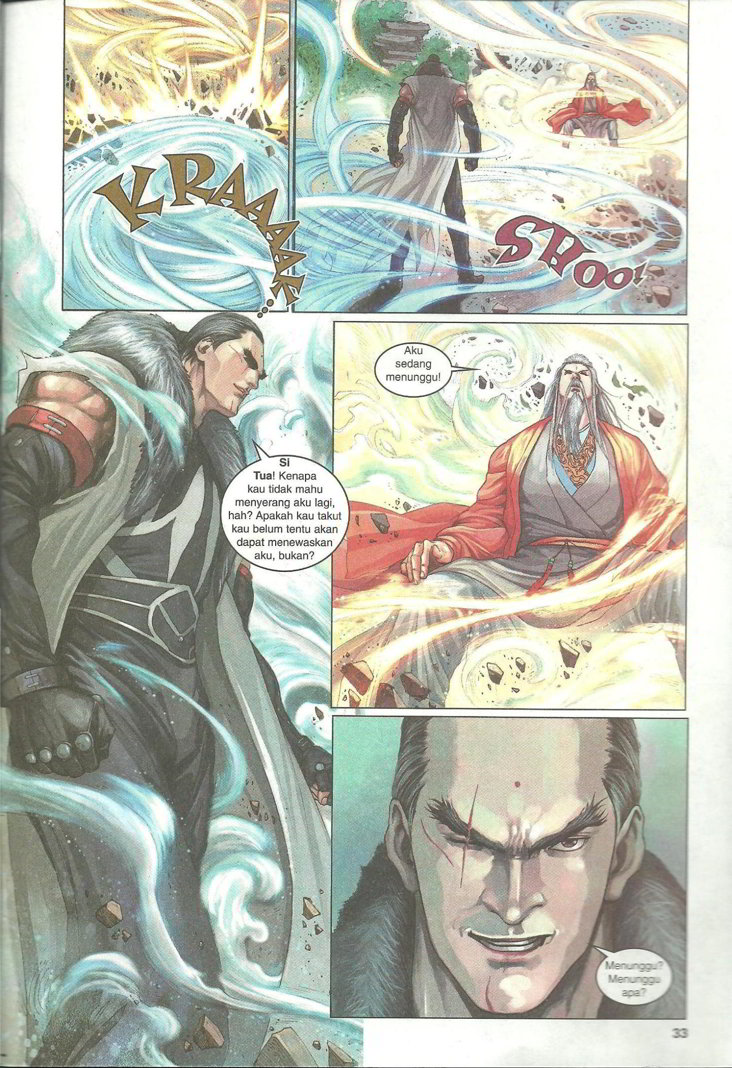 KRAAAAK...
SHOO!
Si
Tua! Kenapa
kau tidak mahu
menyerang aku lagi,
hah? Apakah kau takut
kau belum tentu akan
dapat menewaskan
aku, bukan?
Aku
sedang
menunggu!
Menunggu?
Menunggu
apa?
33